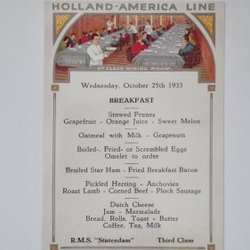 HOLLAND-AMERICA LINE
1ST CLASS DINING ROOM.
Wednesday, October 25th 1933
BREAKFAST
Stewed Prunes
Grapefruit - Orange Juice - Sweet Melon
Oatmeal with Milk - Grapenuts
Boiled-, Fried- or Scrambled Eggs
Omelet to order
Broiled Star Ham - Fried Breakfast Bacon
Pickled Herring - Anchovies
Roast Lamb - Corned Beef - Plock Sausage
Dutch Cheese
Jam - Marmalade
Bread, Rolls, Toast - Butter
Coffee, Tea, Milk
R.M.S. "Statendam" Third Class